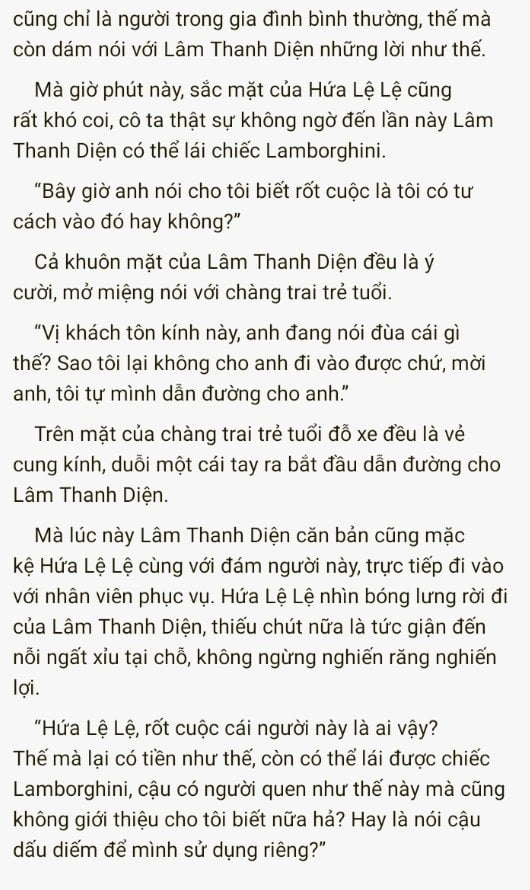 cũng chỉ là người trong gia đình bình thường, thế mà
còn dám nói với Lâm Thanh Diện những lời như thế.
Mà giờ phút này, sắc mặt của Hứa Lệ Lệ cũng
rất khó coi, cô ta thật sự không ngờ đến lần này Lâm
Thanh Diện có thể lái chiếc Lamborghini.
“Bây giờ anh nói cho tôi biết rốt cuộc là tôi có tư
cách vào đó hay không?”
Cả khuôn mặt của Lâm Thanh Diện đều là ý
cười, mở miệng nói với chàng trai trẻ tuổi.
“Vị khách tôn kính này, anh đang nói đùa cái gì
thế? Sao tôi lại không cho anh đi vào được chứ, mời
anh, tôi tự mình dẫn đường cho anh.”
Trên mặt của chàng trai trẻ tuổi đỗ xe đều là vẻ
cung kính, duỗi một cái tay ra bắt đầu dẫn đường cho
Lâm Thanh Diện.
Mà lúc này Lâm Thanh Diện căn bản cũng mặc
kệ Hứa Lệ Lệ cùng với đám người này, trực tiếp đi vào
với nhân viên phục vụ. Hứa Lệ Lệ nhìn bóng lưng rời đi
của Lâm Thanh Diện, thiếu chút nữa là tức giận đến
nỗi ngất xỉu tại chỗ, không ngừng nghiến răng nghiến
lợi.
“Hứa Lệ Lệ, rốt cuộc cái người này là ai vậy?
Thế mà lại có tiền như thế, còn có thể lái được chiếc
Lamborghini, cậu có người quen như thế này mà cũng
không giới thiệu cho tôi biết nữa hả? Hay là nói cậu
dấu diếm để mình sử dụng riêng?”